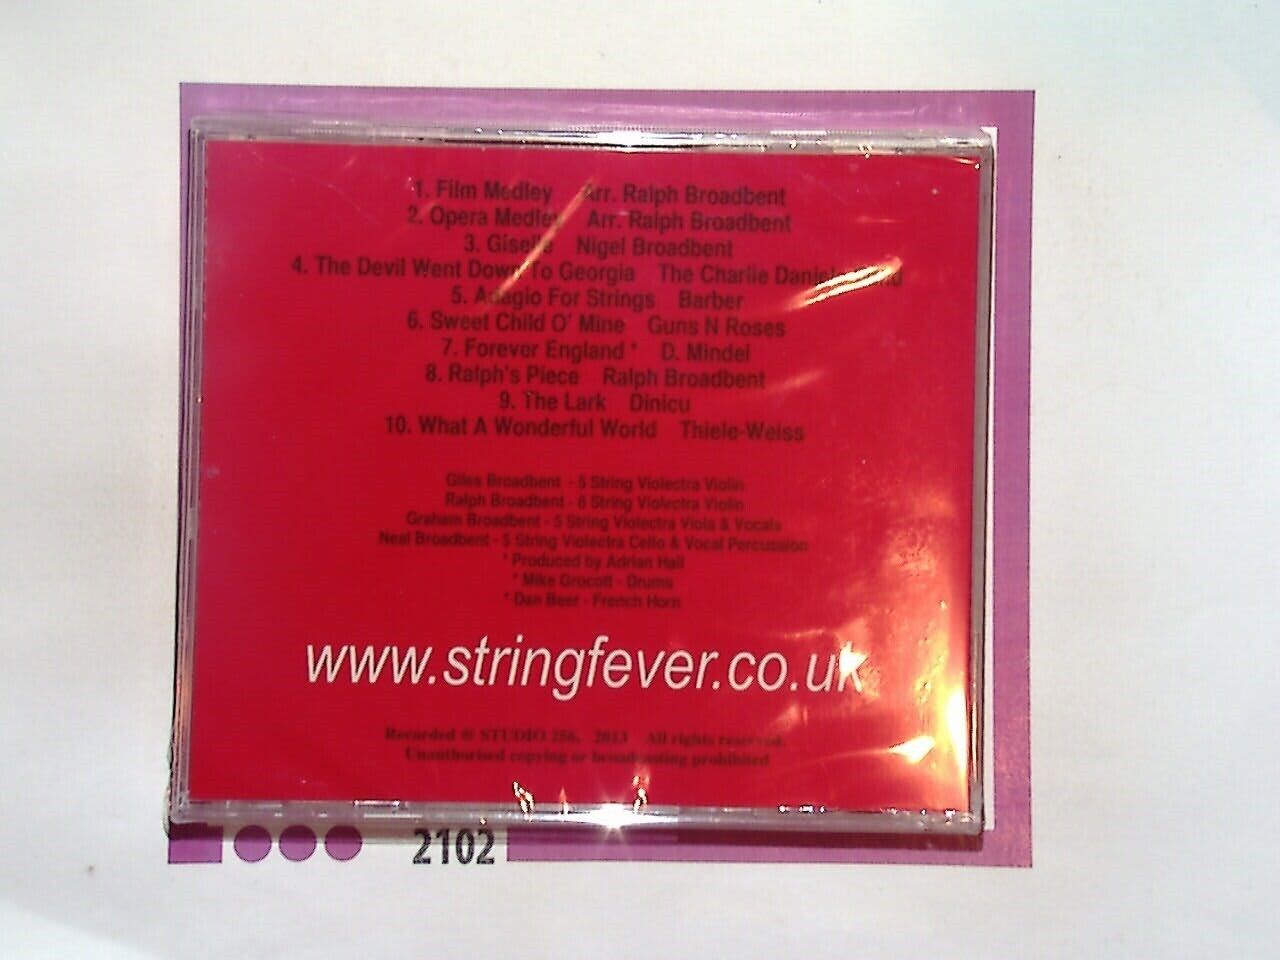 1. Film Medley Arr. Ralph Broadbent
2. Opera Medley Arr. Ralph Broadbent
3. Giselle Nigel Broadbent
4. The Devil Went Down To Georgia The Charlie Daniels Band
5. Adagio For Strings Barber
6. Sweet Child O' Mine Guns N Roses
7. Forever England * D. Mindel
8. Ralph's Piece Ralph Broadbent
9. The Lark Dinicu
10. What A Wonderful World Thiele-Weiss
Giles Broadbent - 5 String Violectra Violin
Ralph Broadbent - 6 String Violectra Violin
Graham Broadbent - 5 String Violectra Viola & Vocals
Neal Broadbent - 5 String Violectra Cello & Vocal Percussion
* Produced by Adrian Hall
* Mike Grocott - Drums
* Dan Beer - French Horn
www.stringfever.co.uk
Recorded @ STUDIO 256. 2013 All rights reserved.
Unauthorised copying or broadcasting prohibited
2102